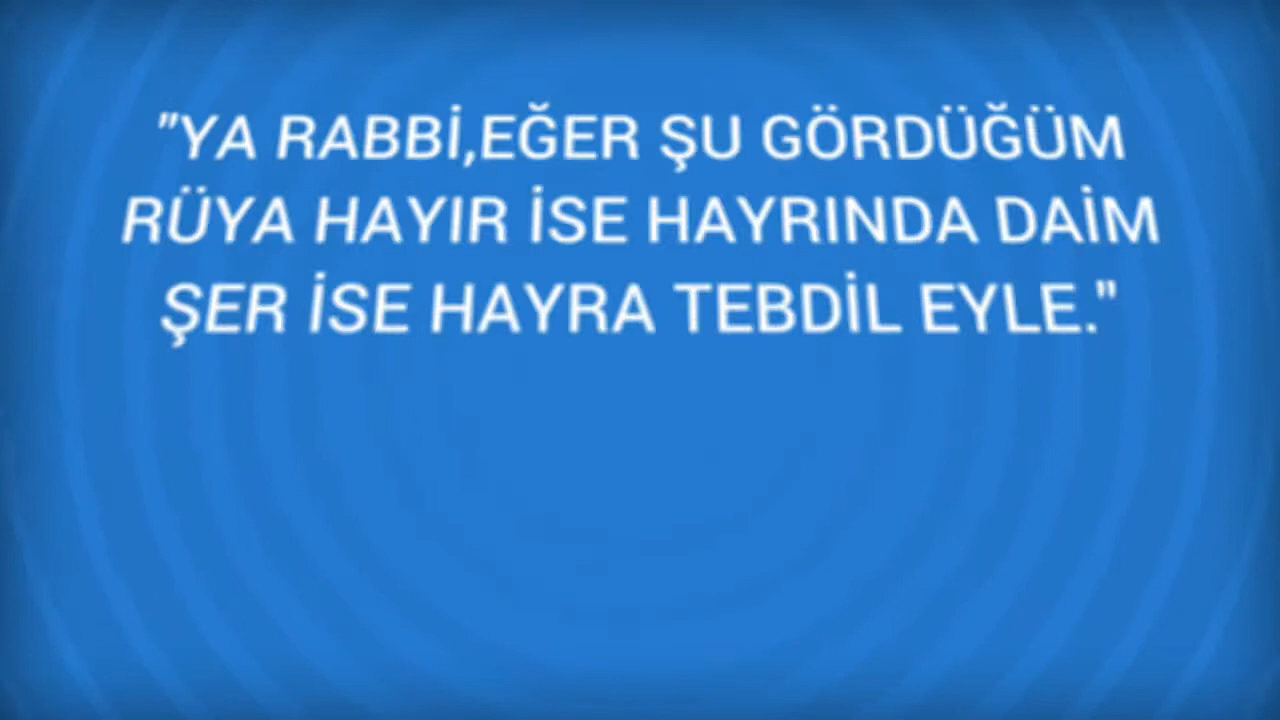 "YA RABBİ,EĞER ŞU GÖRDÜĞÜM
RÜYA HAYIR İSE HAYRINDA DAİM
ŞER İSE HAYRA TEBDİL EYLE."